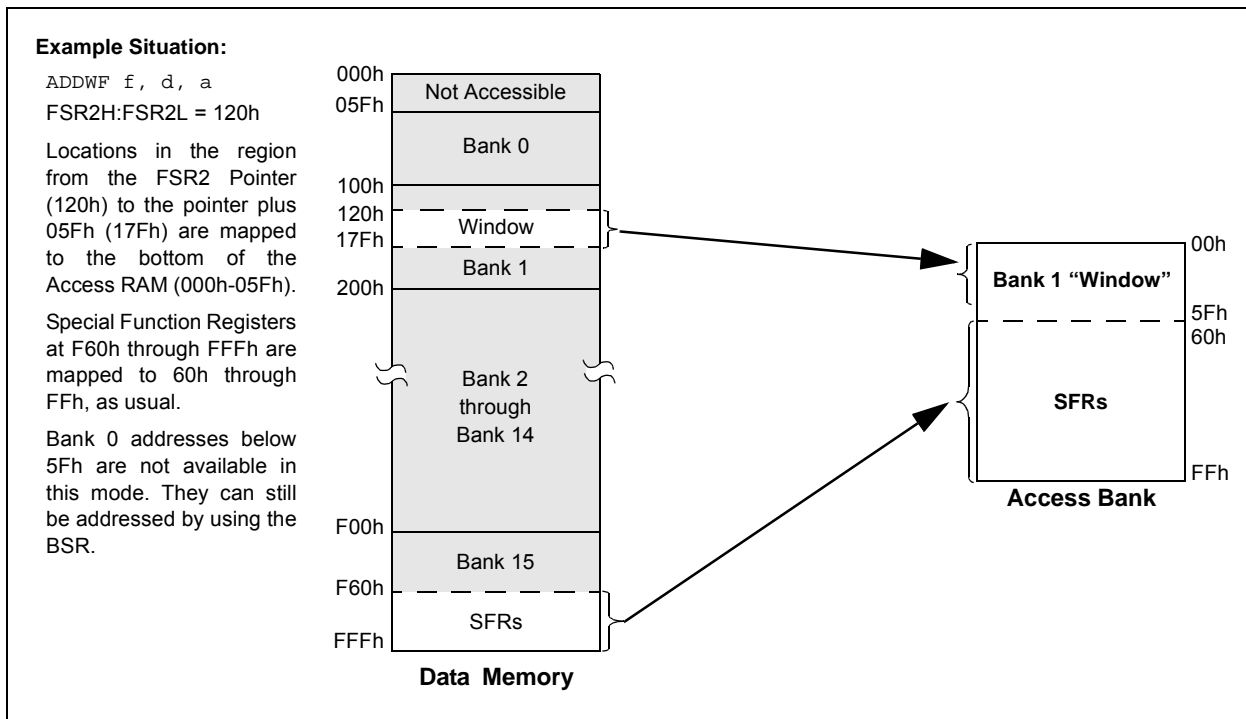 Example Situation:
ADDWF f, d, a
FSR2H:FSR2L = 120h
Locations in the region
from the FSR2 Pointer
(120h) to the pointer plus
05Fh (17Fh) are mapped
to the bottom of the
Access RAM (000h-05Fh).
Special Function Registers
at F60h through FFFh are
mapped to 60h through
FFh, as usual.
Bank 0 addresses below
5Fh are not available in
this mode. They can still
be addressed by using the
BSR.
000h
Not Accessible
05Fh
Bank 0
100h
120h
Window
17Fh
Bank 1
200h
Bank 2
through
Bank 14
F00h
Bank 15
F60h
SFRs
FFFh
Data Memory
00h
Bank 1 “Window”
5Fh
60h
SFRs
FFh
Access Bank